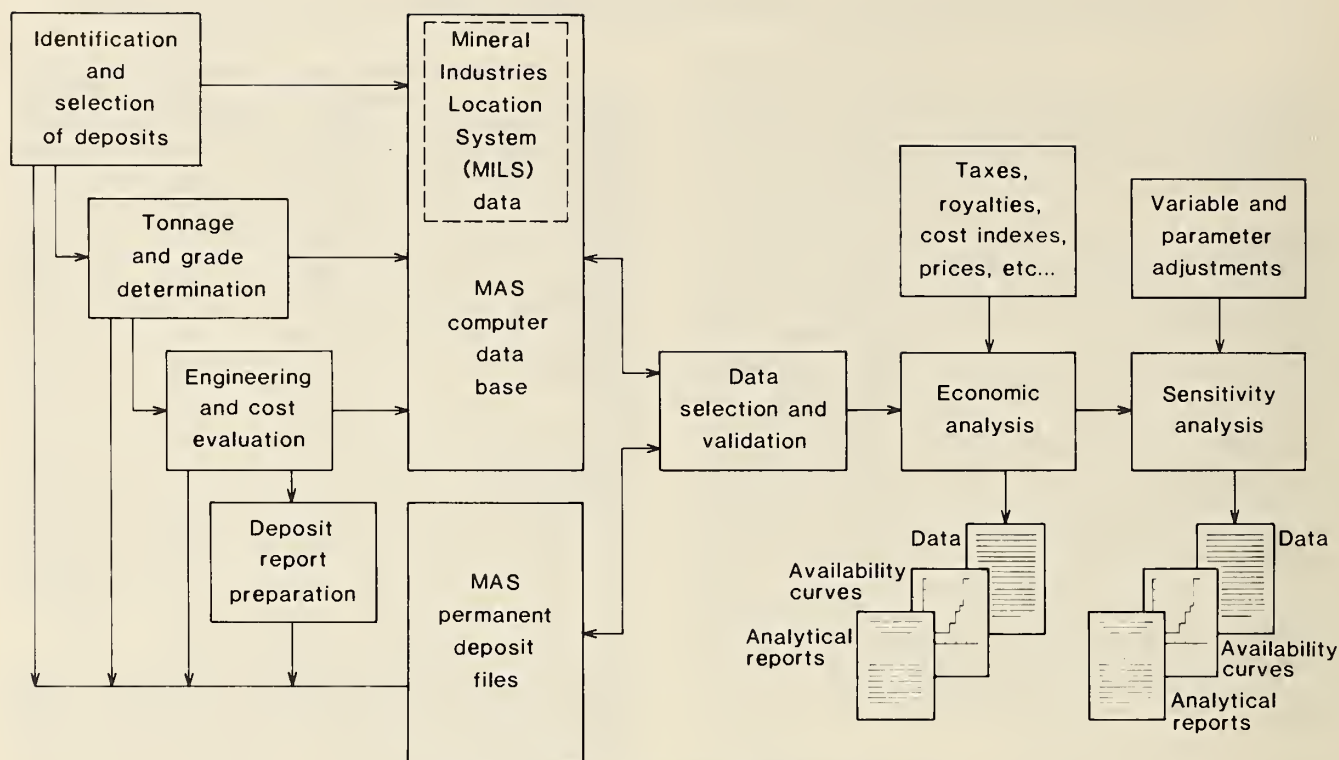 Identification
and
selection
of deposits
Tonnage
and grade
determination
Engineering
and cost
evaluation
Deposit
report
preparation
Mineral
Industries
Location
System
(MILS)
data
MAS
computer
data
base
MAS
permanent
deposit
files
Data
selection and
validation
Taxes,
royalties,
cost indexes,
prices, etc...
Economic
analysis
Variable and
parameter
adjustments
Sensitivity
analysis
Data
Availability
curves
Analytical
reports
Data
Availability
curves
Analytical
reports